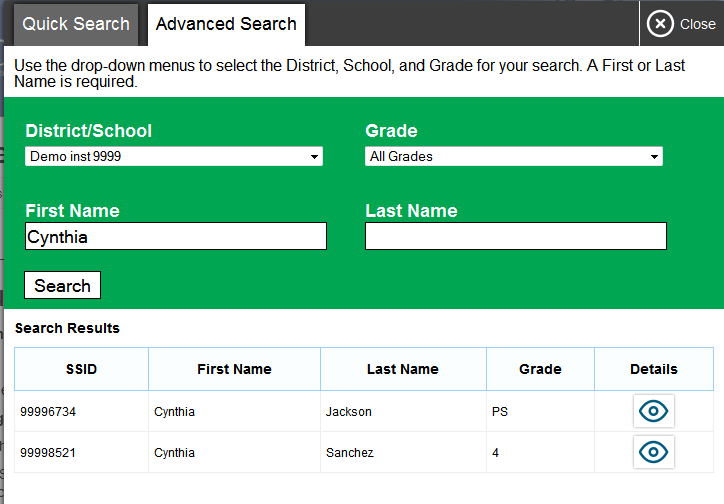 Quick Search
Advanced Search
Close
Use the drop-down menus to select the District, School, and Grade for your search. A First or Last
Name is required.
District/School
Grade
Demo inst 9999
All Grades
First Name
Last Name
Cynthia
Search
Search Results
SSID First Name Last Name Grade Details
99996734 Cynthia Jackson PS
99998521 Cynthia Sanchez 4